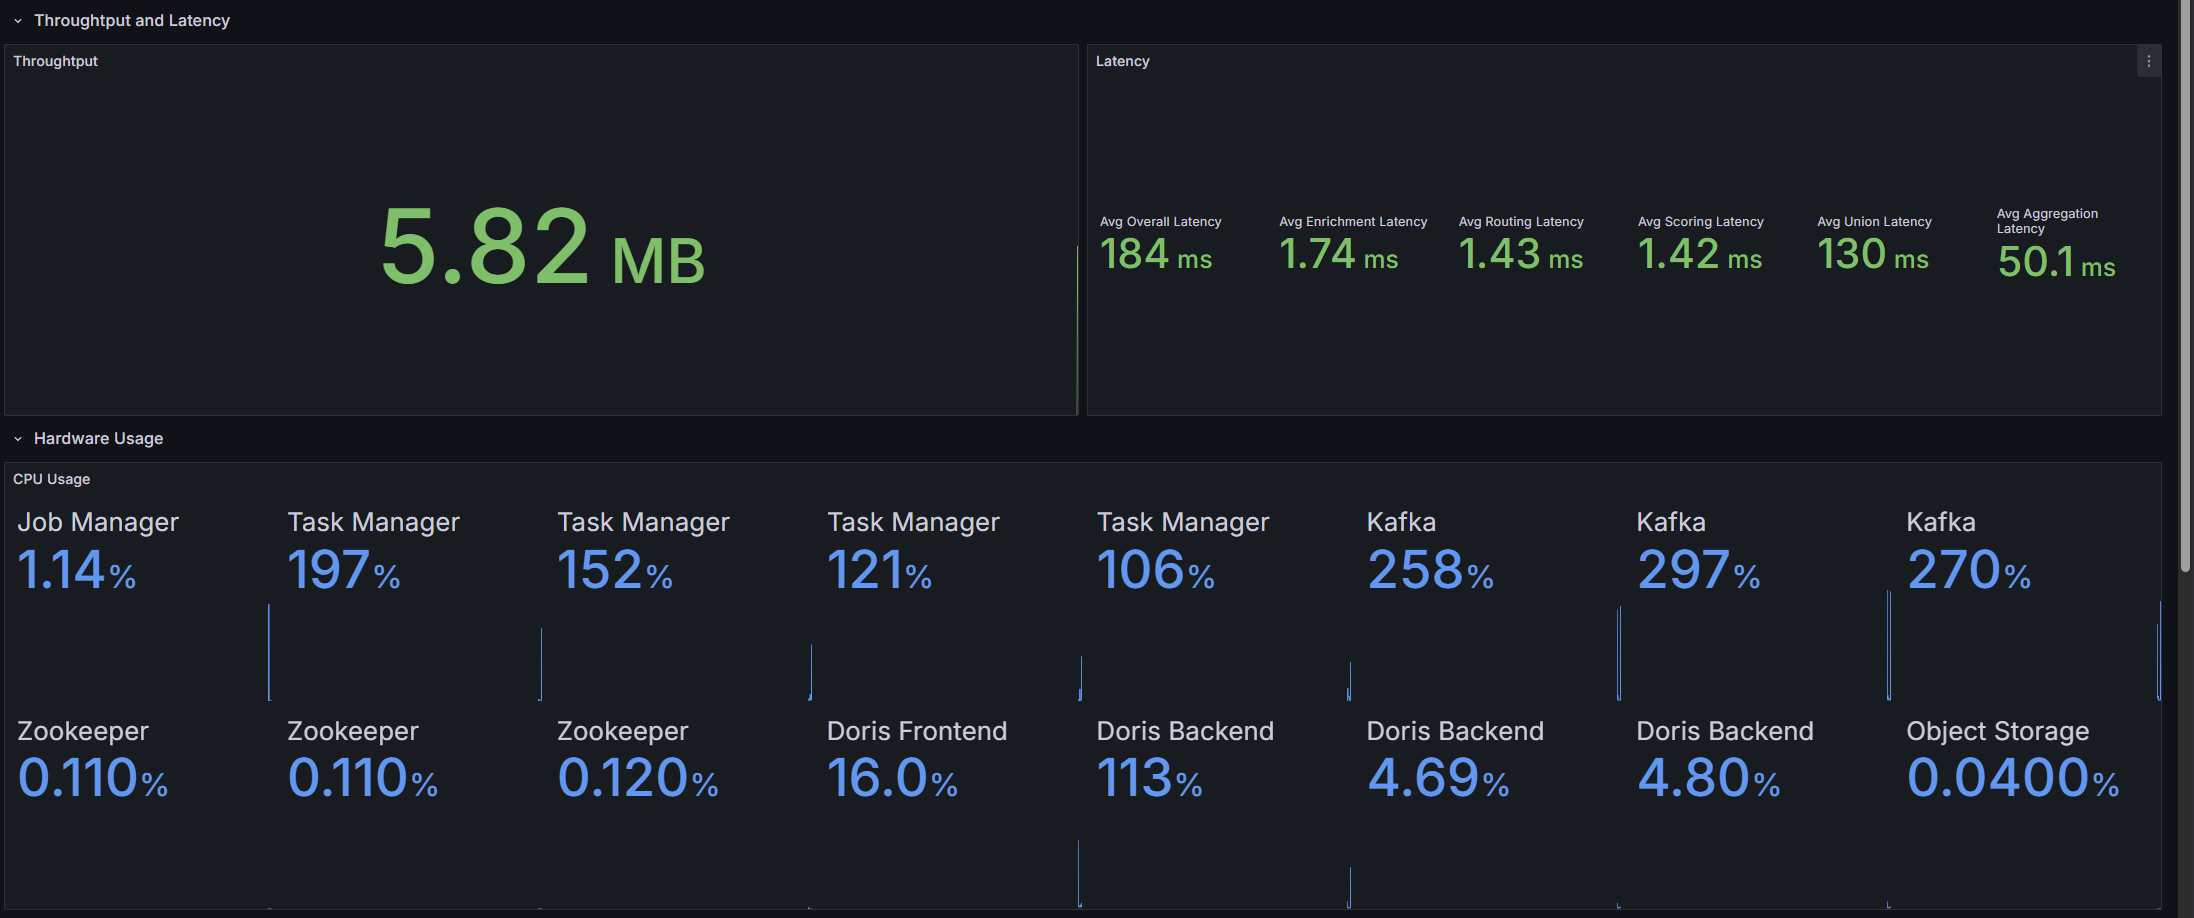 Throughtput and Latency
Throughtput
5.82 MB
Latency
Avg Overall Latency
184 ms
Avg Enrichment Latency
1.74 ms
Avg Routing Latency
1.43 ms
Avg Scoring Latency
1.42 ms
Avg Union Latency
130 ms
Avg Aggregation
Latency
50.1 ms
Hardware Usage
CPU Usage
Job Manager
1.14%
Task Manager
197%
Task Manager
152%
Task Manager
121%
Task Manager
106%
Kafka
258%
Kafka
297%
Kafka
270%
Zookeeper
0.110%
Zookeeper
0.110%
Zookeeper
0.120%
Doris Frontend
16.0%
Doris Backend
113%
Doris Backend
4.69%
Doris Backend
4.80%
Object Storage
0.0400%